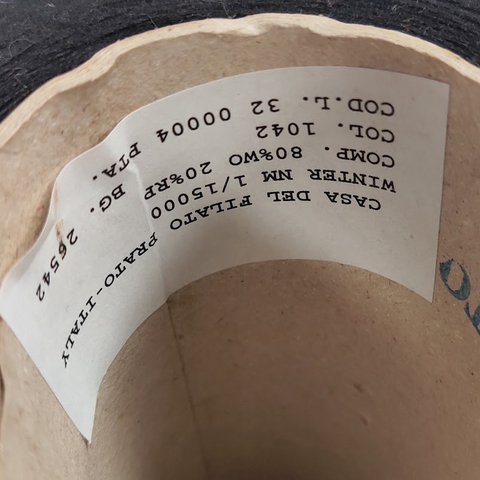 CASA DEL FILATO PRATO-ITALY
WINTER NM 1/15000
COMP. 80%WO 20%RP
COL. 1042 BG. 26542
COD.L. 32 00004 PTA.